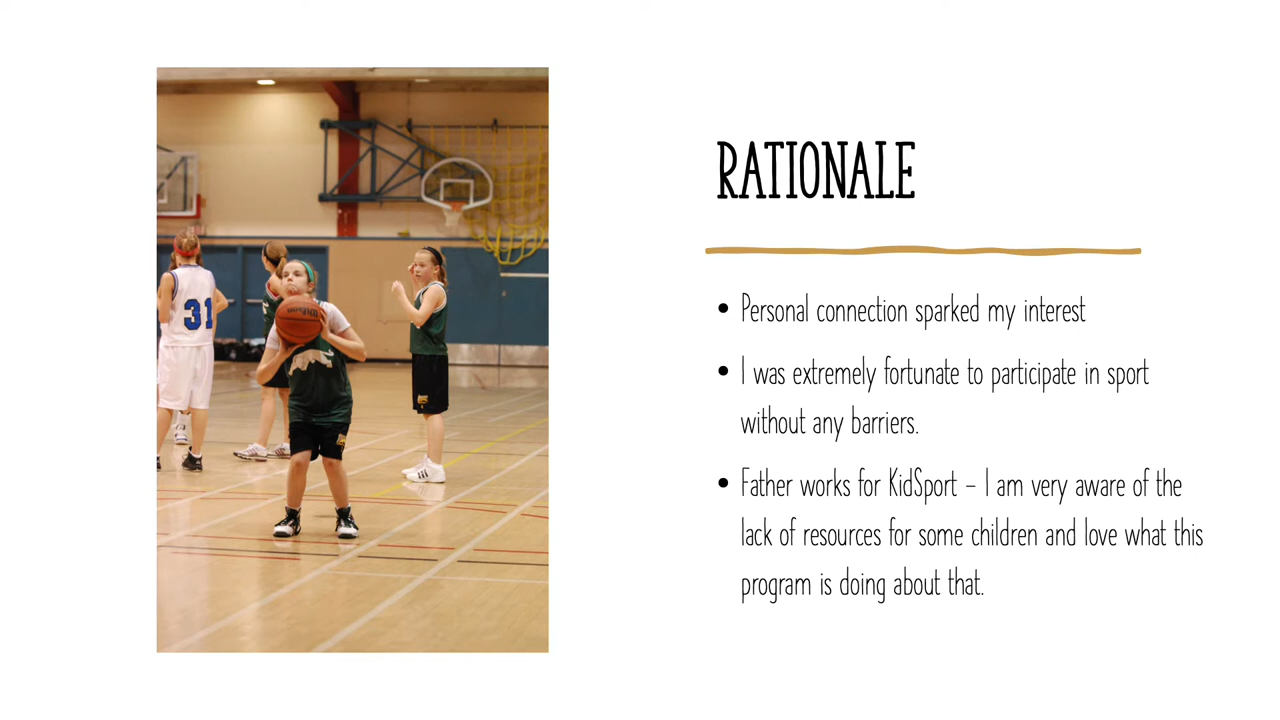 RATIONALE
• Personal connection sparked my interest
• I was extremely fortunate to participate in sport
without any barriers.
• Father works for KidSport – I am very aware of the
lack of resources for some children and love what this
program is doing about that.
31
Wilson